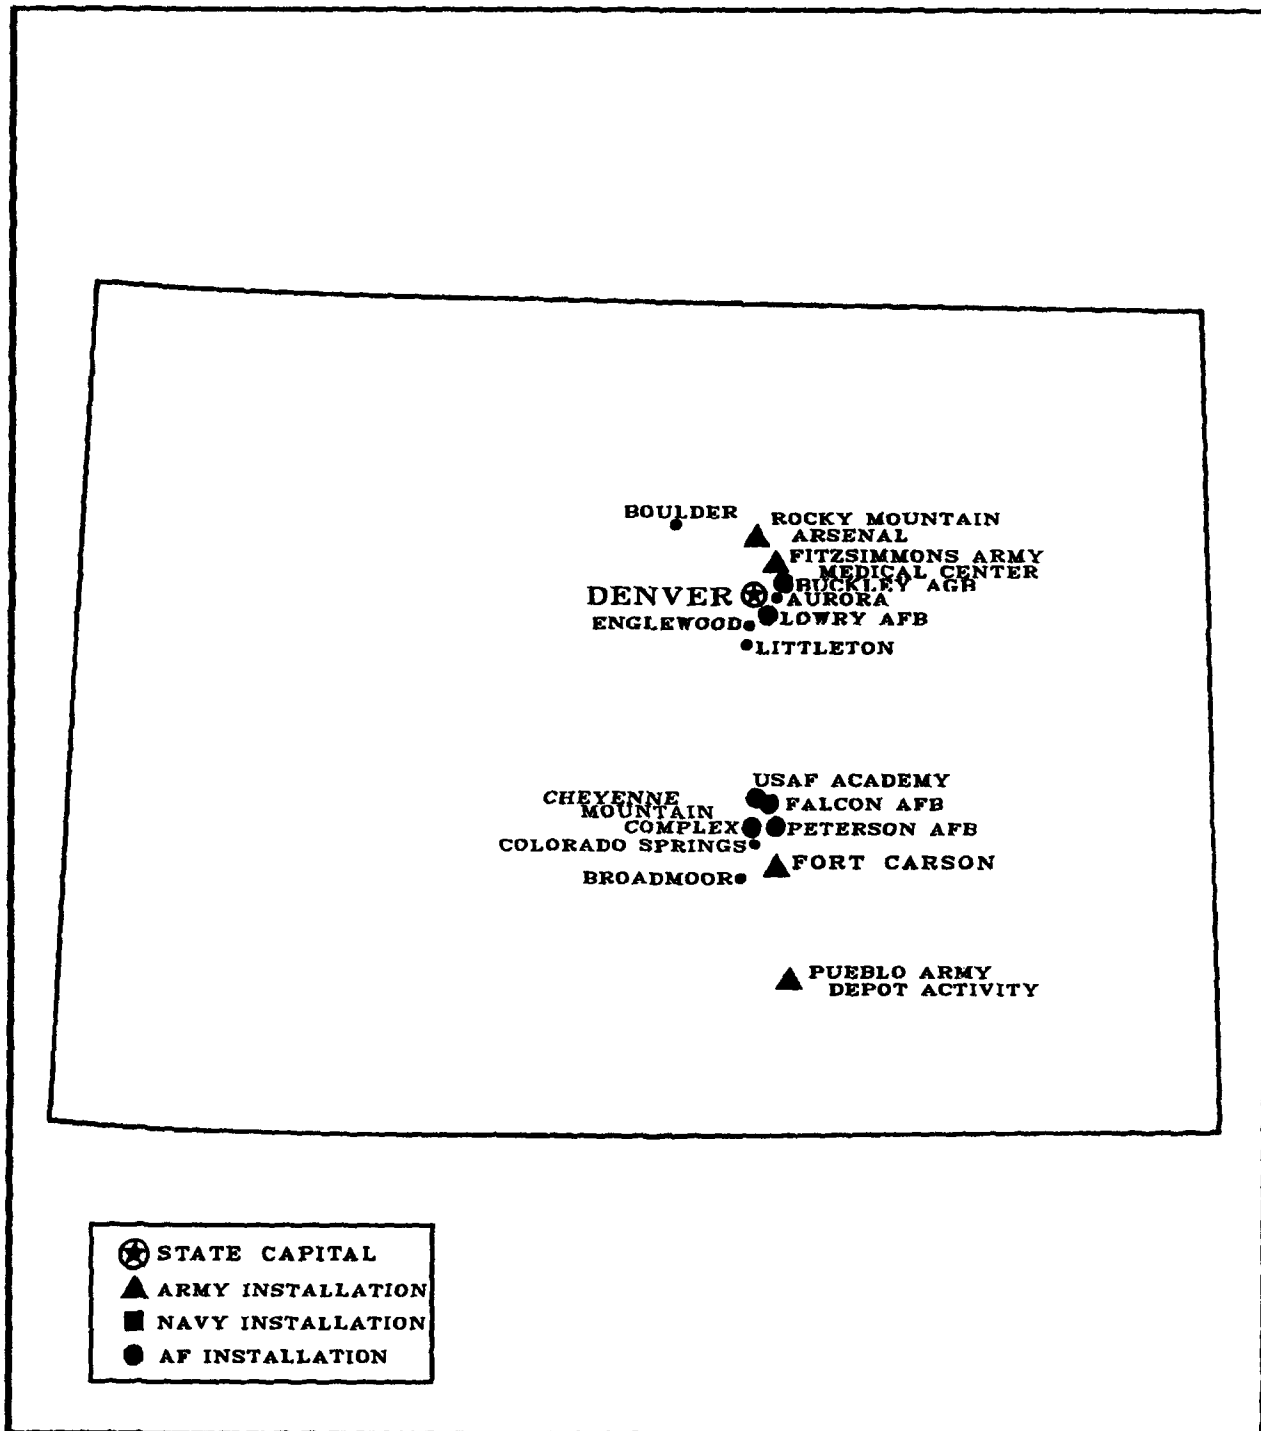 BOULDER
ROCKY MOUNTAIN
ARSENAL
FITZSIMMONS ARMY
MEDICAL CENTER
BUCKLEY AGB
DENVER
AURORA
LOWRY AFB
ENGLEWOOD
LITTLETON
USAF ACADEMY
CHEYENNE
MOUNTAIN
COMPLEX
FALCON AFB
PETERSON AFB
COLORADO SPRINGS
FORT CARSON
BROADMOOR
PUEBLO ARMY
DEPOT ACTIVITY
STATE CAPITAL
ARMY INSTALLATION
NAVY INSTALLATION
AF INSTALLATION